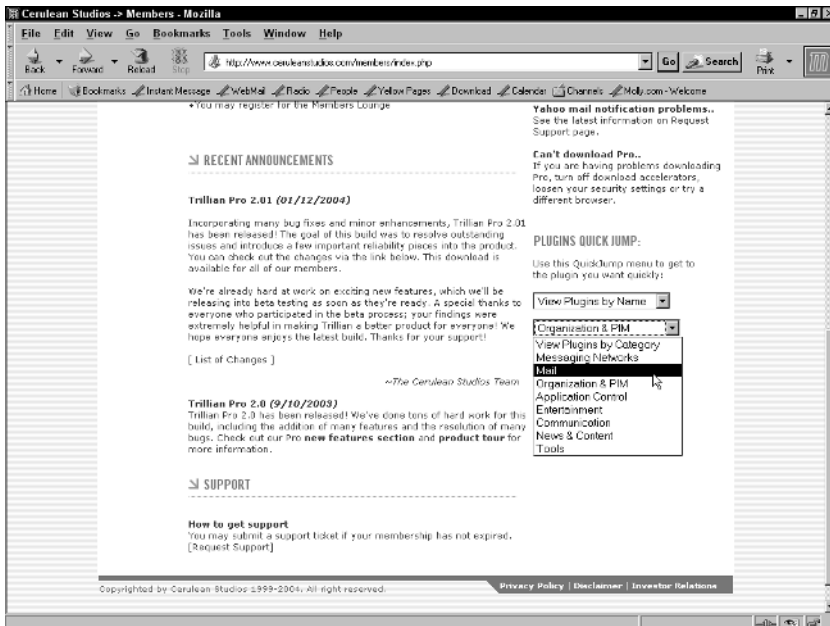 Cerulean Studios -> Members - Mozilla
File Edit View Go Bookmarks Tools Window Help
Back Forward Reload Stop http://www.ceruleanstudios.com/members/index.php Go Search Print
Home Bookmarks Instant Message WebMail Radio People Yellow Pages Download Calendar Channels Molly.com - Welcome
+You may register for the Members Lounge
RECENT ANNOUNCEMENTS
Trillian Pro 2.01 (01/12/2004)
Incorporating many bug fixes and minor enhancements, Trillian Pro 2.01
has been released! The goal of this build was to resolve outstanding
issues and introduce a few important reliability pieces into the product.
You can check out the changes via the link below. This download is
available for all of our members.
We're already hard at work on exciting new features, which we'll be
releasing into beta testing as soon as they're ready. A special thanks to
everyone who participated in the beta process; your findings were
extremely helpful in making Trillian a better product for everyone! We
hope everyone enjoys the latest build. Thanks for your support!
[ List of Changes ]
~The Cerulean Studios Team
Trillian Pro 2.0 (9/10/2003)
Trillian Pro 2.0 has been released! We've done tons of hard work for this
build, including the addition of many features and the resolution of many
bugs. Check out our Pro new features section and product tour for
more information.
SUPPORT
How to get support
You may submit a support ticket if your membership has not expired.
[Request Support]
Yahoo mail notification problems..
See the latest information on Request
Support page.
Can't download Pro..
If you are having problems downloading
Pro, turn off download accelerators,
loosen your security settings or try a
different browser.
PLUGINS QUICK JUMP:
Use this QuickJump menu to get to
the plugin you want quickly:
View Plugins by Name
Organization & PIM
View Plugins by Category
Messaging Networks
Mail
Organization & PIM
Application Control
Entertainment
Communication
News & Content
Tools
Copyrighted by Cerulean Studios 1999-2004. All right reserved.
Privacy Policy | Disclaimer | Investor Relations